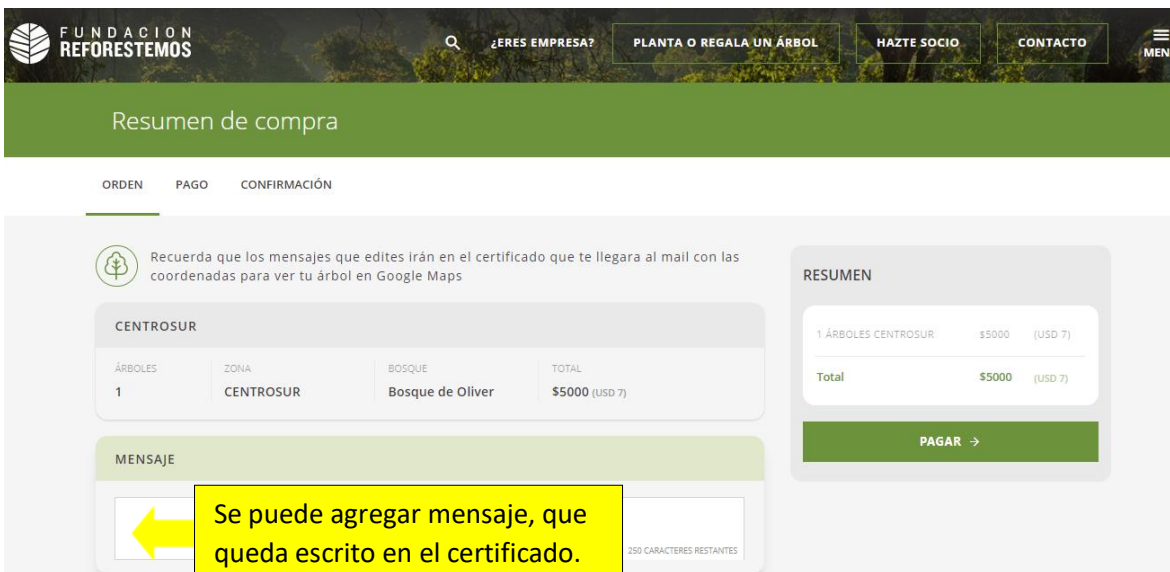 FUNDACION
REFORESTEMOS
¿ERES EMPRESA?
PLANTA O REGALA UN ÁRBOL
HAZTE SOCIO
CONTACTO
MEN
Resumen de compra
ORDEN PAGO CONFIRMACIÓN
Recuerda que los mensajes que edites irán en el certificado que te llegara al mail con las
coordenadas para ver tu árbol en Google Maps
CENTROSUR
ÁRBOLES ZONA BOSQUE TOTAL
1 CENTROSUR Bosque de Oliver $5000 (USD 7)
MENSAJE
Se puede agregar mensaje, que
queda escrito en el certificado.
250 CARACTERES RESTANTES
RESUMEN
1 ÁRBOLES CENTROSUR $5000 (USD 7)
Total $5000 (USD 7)
PAGAR →